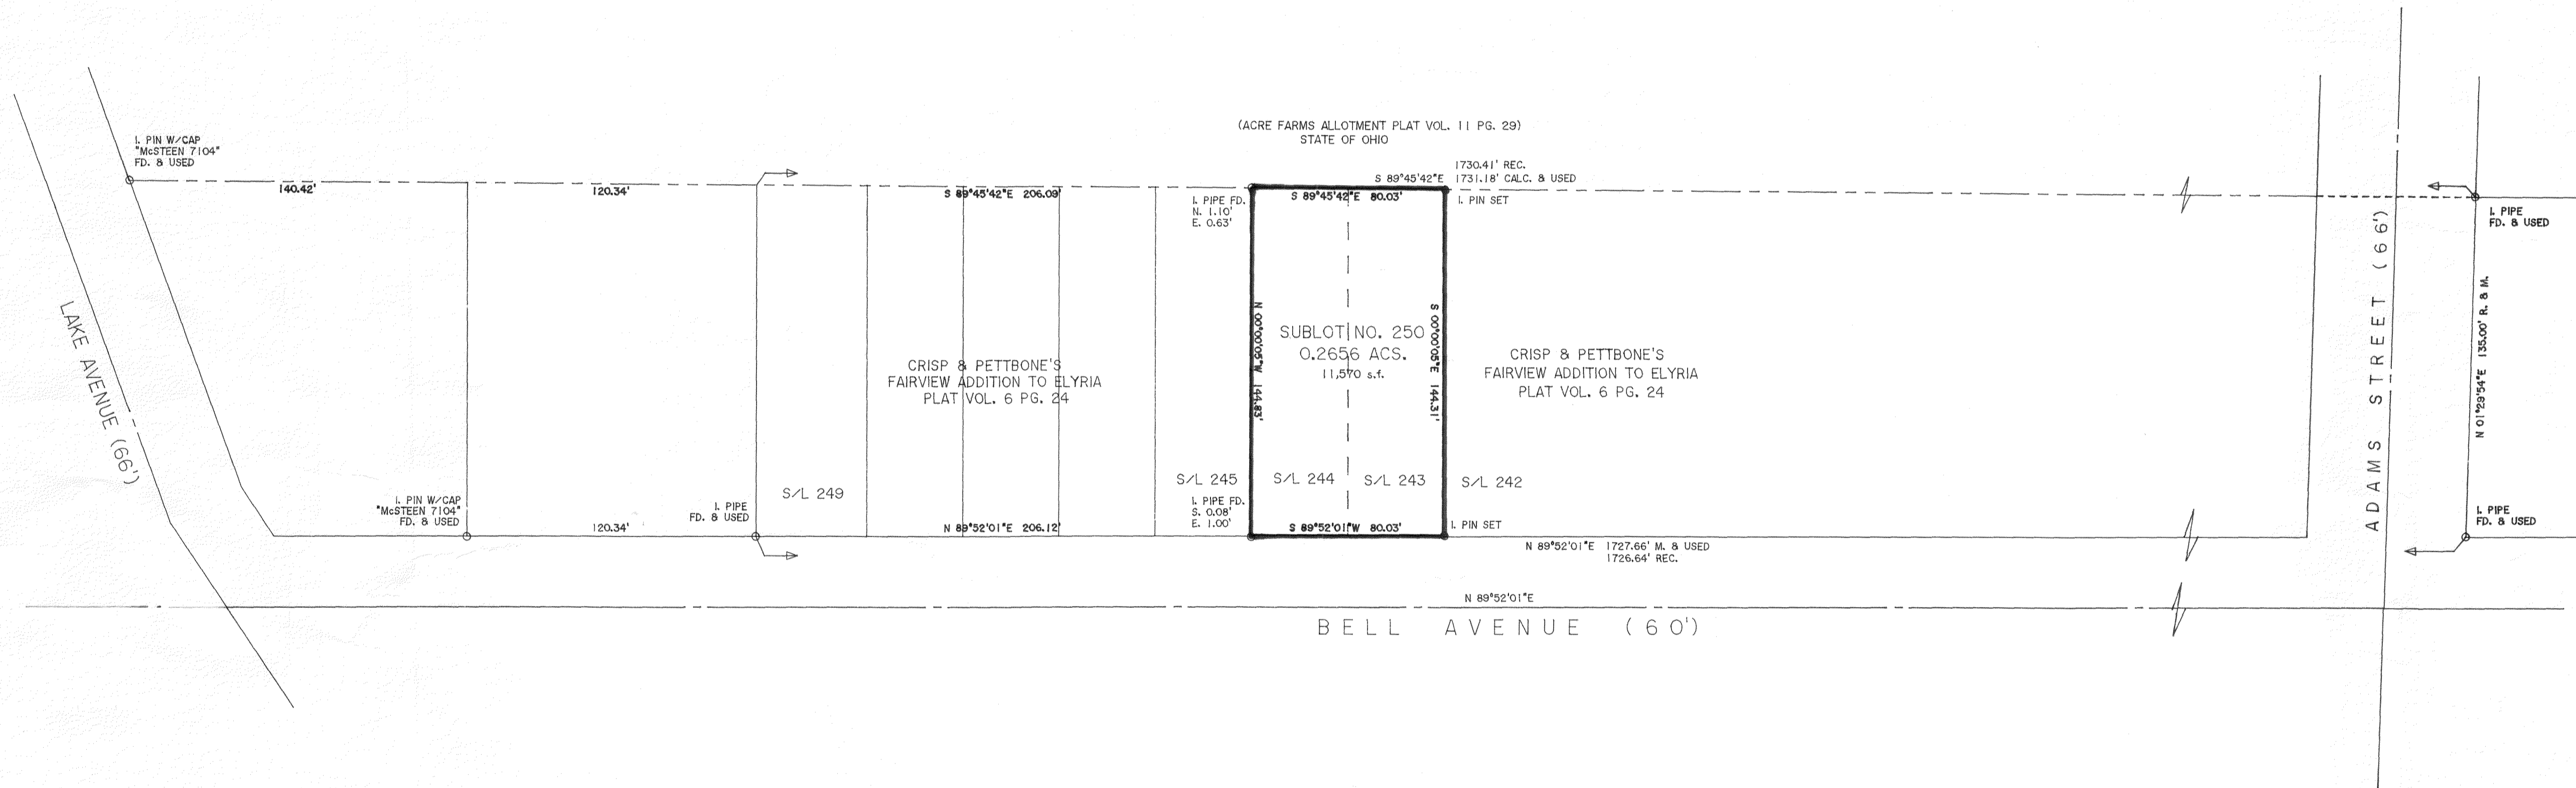 (ACRE FARMS ALLOTMENT PLAT VOL. 11 PG. 29)
STATE OF OHIO
I. PIN W/CAP
"McSTEEN 7104"
FD. & USED
140.42'
120.34'
S 89°45'42"E 206.09'
I. PIPE FD.
N. 1.10'
E. 0.63'
S 89°45'42"E 80.03'
1730.41' REC.
S 89°45'42"E 1731.18' CALC. & USED
I. PIN SET
I. PIPE
FD. & USED
LAKE AVENUE (66')
CRISP & PETTBONE'S
FAIRVIEW ADDITION TO ELYRIA
PLAT VOL. 6 PG. 24
N 00°00'05"W 144.83'
SUBLOT NO. 250
0.2656 ACS.
11,570 s.f.
S 00°00'05"E 144.31'
CRISP & PETTBONE'S
FAIRVIEW ADDITION TO ELYRIA
PLAT VOL. 6 PG. 24
ADAMS STREET (66')
N 01°29'54"E 135.00' R. & M.
I. PIN W/CAP
"McSTEEN 7104"
FD. & USED
120.34'
I. PIPE
FD. & USED
S/L 249
N 89°52'01"E 206.12'
S/L 245
I. PIPE FD.
S. 0.08'
E. 1.00'
S/L 244
S/L 243
S/L 242
S 89°52'01"W 80.03'
I. PIN SET
N 89°52'01"E 1727.66' M. & USED
1726.64' REC.
I. PIPE
FD. & USED
N 89°52'01"E
BELL AVENUE (60')